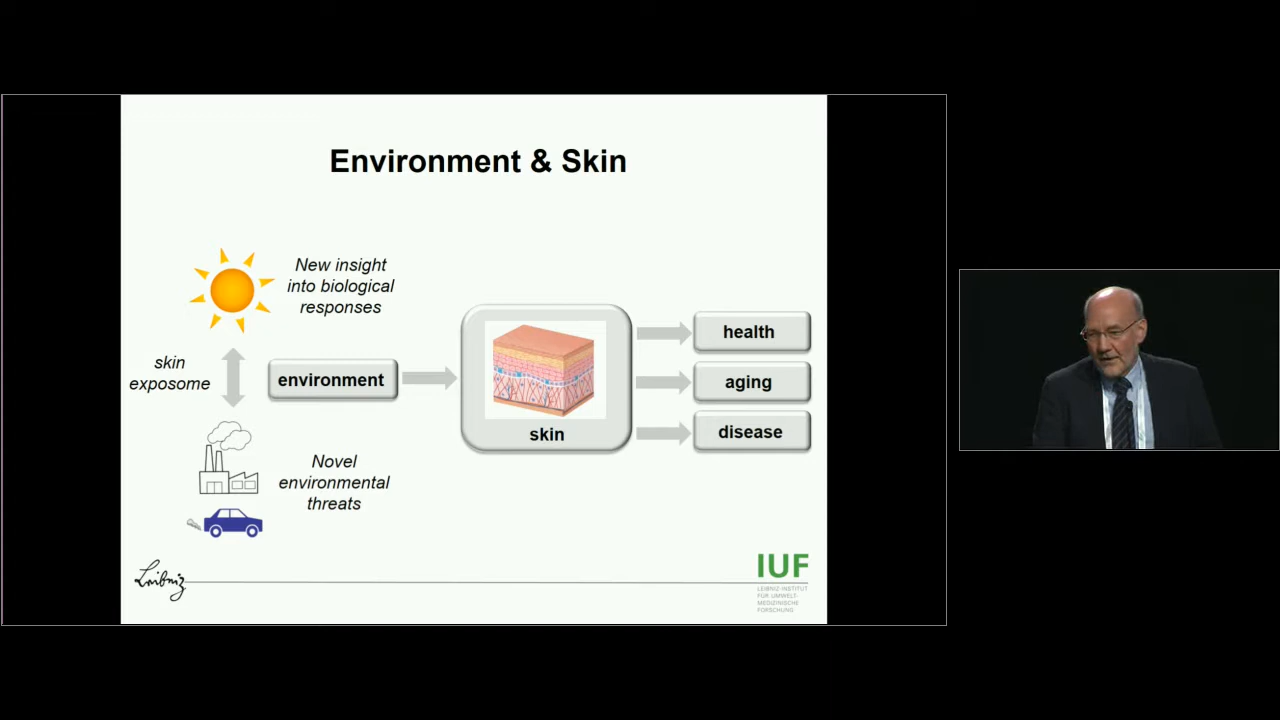 Environment & Skin
New insight
into biological
responses
skin
exposome
environment
skin
health
aging
disease
Novel
environmental
threats
Leibniz
IUF
LEIBNIZ-INSTITUT
FÜR UMWELT-
MEDIZINISCHE
FORSCHUNG